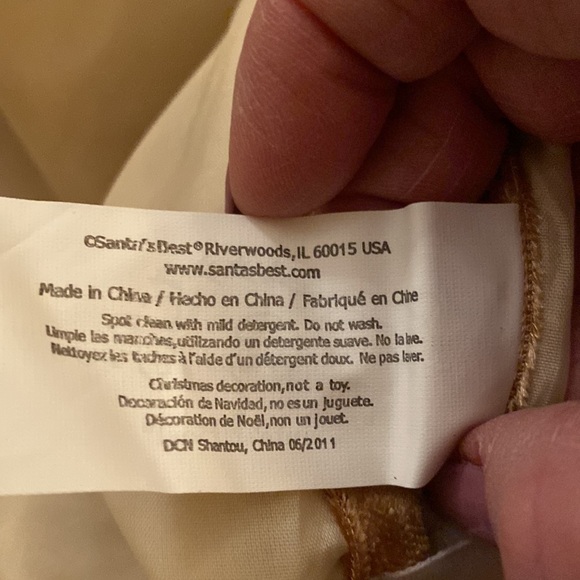 ©Santa's Best® Riverwoods, IL 60015 USA
www.santasbest.com
Made in China / Hecho en China / Fabriqué en Chine
Spot clean with mild detergent. Do not wash.
Limpie las manchas, utilizando un detergente suave. No labe.
Nettoyez les taches à l'aide d'un détergent doux. Ne pas laver.
Christmas decoration, not a toy.
Decoración de Navidad, no es un juguete.
Décoration de Noël, non un jouet.
DCN Shantou, China 06/2011